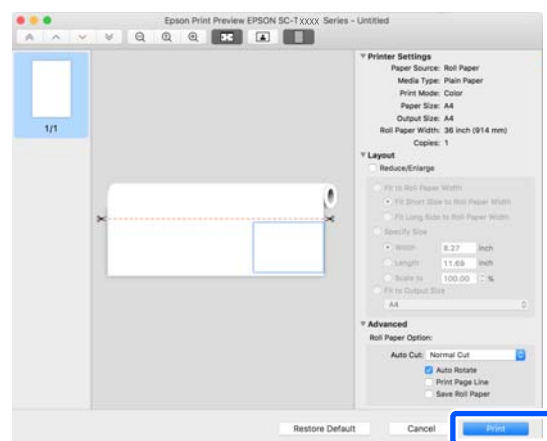 Epson Print Preview EPSON SC-TXXXX Series - Untitled
1/1
Printer Settings
Paper Source: Roll Paper
Media Type: Plain Paper
Print Mode: Color
Paper Size: A4
Output Size: A4
Roll Paper Width: 36 inch (914 mm)
Copies: 1
Layout
Reduce/Enlarge
Fit to Roll Paper Width
Fit Short Side to Roll Paper Width
Fit Long Side to Roll Paper Width
Specify Size
Width 8.27 inch
Length 11.69 inch
Scale to 100.00 %
Fit to Output Size
A4
Advanced
Roll Paper Option:
Auto Cut: Normal Cut
Auto Rotate
Print Page Line
Save Roll Paper
Restore Default Cancel Print